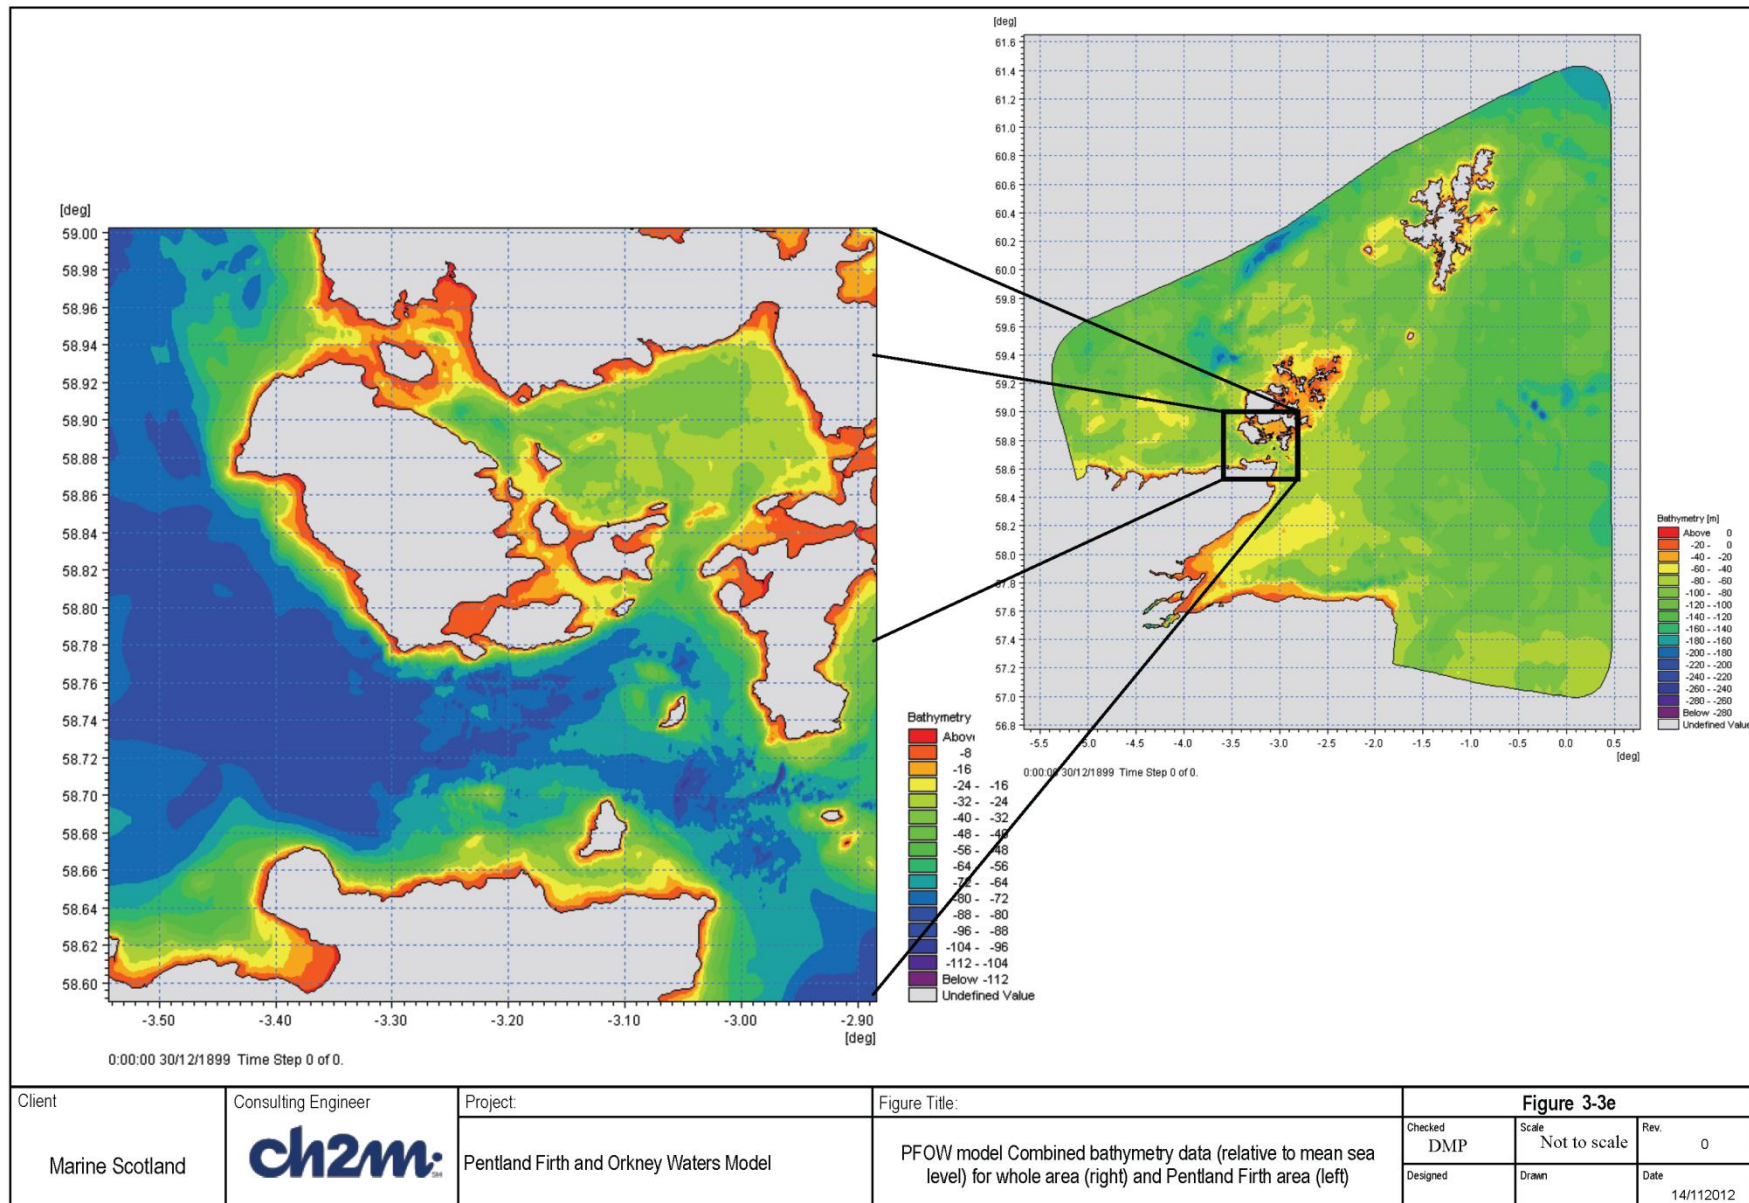 [deg]
59.00
58.98
58.96
58.94
58.92
58.90
58.88
58.86
58.84
58.82
58.80
58.78
58.76
58.74
58.72
58.70
58.68
58.66
58.64
58.62
58.60
-3.50 -3.40 -3.30 -3.20 -3.10 -3.00 -2.90
[deg]
0:00:00 30/12/1899 Time Step 0 of 0.
Bathymetry
Above
-8
-16
-24 - -16
-32 - -24
-40 - -32
-48 - -40
-56 - -48
-64 - -56
-72 - -64
-80 - -72
-88 - -80
-96 - -88
-104 - -96
-112 - -104
Below -112
Undefined Value
[deg]
61.6
61.4
61.2
61.0
60.8
60.6
60.4
60.2
60.0
59.8
59.6
59.4
59.2
59.0
58.8
58.6
58.4
58.2
58.0
57.8
57.6
57.4
57.2
57.0
56.8
-5.5 -5.0 -4.5 -4.0 -3.5 -3.0 -2.5 -2.0 -1.5 -1.0 -0.5 0.0 0.5
[deg]
0:00:00 30/12/1899 Time Step 0 of 0.
Bathymetry [m]
Above 0
-20 - 0
-40 - -20
-60 - -40
-80 - -60
-100 - -80
-120 - -100
-140 - -120
-160 - -140
-180 - -160
-200 - -180
-220 - -200
-240 - -220
-260 - -240
-280 - -260
Below -280
Undefined Value
Client
Marine Scotland
Consulting Engineer
ch2m
SM
Project:
Pentland Firth and Orkney Waters Model
Figure Title:
PFOW model Combined bathymetry data (relative to mean sea
level) for whole area (right) and Pentland Firth area (left)
Figure 3-3e
Checked
DMP
Scale
Not to scale
Rev.
0
Designed
Drawn
Date
14/112012